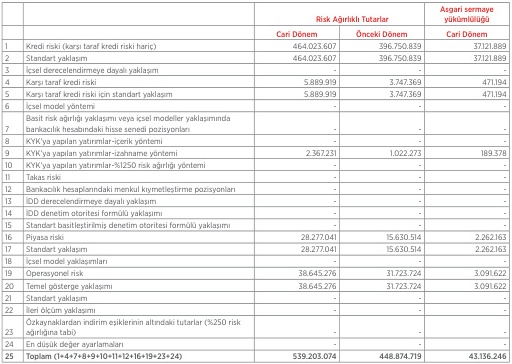 Risk Ağırlıklı Tutarlar Asgari sermaye yükümlülüğü
Cari Dönem Önceki Dönem Cari Dönem
1 Kredi riski (karşı taraf kredi riski hariç) 464.023.607 396.750.839 37.121.889
2 Standart yaklaşım 464.023.607 396.750.839 37.121.889
3 İçsel derecelendirmeye dayalı yaklaşım - - -
4 Karşı taraf kredi riski 5.889.919 3.747.369 471.194
5 Karşı taraf kredi riski için standart yaklaşım 5.889.919 3.747.369 471.194
6 İçsel model yöntemi - - -
7 Basit risk ağırlığı yaklaşımı veya içsel modeller yaklaşımında
bankacılık hesabındaki hisse senedi pozisyonları - - -
8 KYK'ya yapılan yatırımlar-içerik yöntemi - - -
9 KYK'ya yapılan yatırımlar-izahname yöntemi 2.367.231 1.022.273 189.378
10 KYK'ya yapılan yatırımlar-%1250 risk ağırlığı yöntemi - - -
11 Takas riski - - -
12 Bankacılık hesaplarındaki menkul kıymetleştirme pozisyonları - - -
13 İDD derecelendirmeye dayalı yaklaşım - - -
14 İDD denetim otoritesi formülü yaklaşımı - - -
15 Standart basitleştirilmiş denetim otoritesi formülü yaklaşımı - - -
16 Piyasa riski 28.277.041 15.630.514 2.262.163
17 Standart yaklaşım 28.277.041 15.630.514 2.262.163
18 İçsel model yaklaşımları - - -
19 Operasyonel risk 38.645.276 31.723.724 3.091.622
20 Temel gösterge yaklaşımı 38.645.276 31.723.724 3.091.622
21 Standart yaklaşım - - -
22 İleri ölçüm yaklaşımı - - -
23 Özkaynaklardan indirim eşiklerinin altındaki tutarlar (%250 risk
ağırlığına tabi) - - -
24 En düşük değer ayarlamaları - - -
25 Toplam (1+4+7+8+9+10+11+12+16+19+23+24) 539.203.074 448.874.719 43.136.246